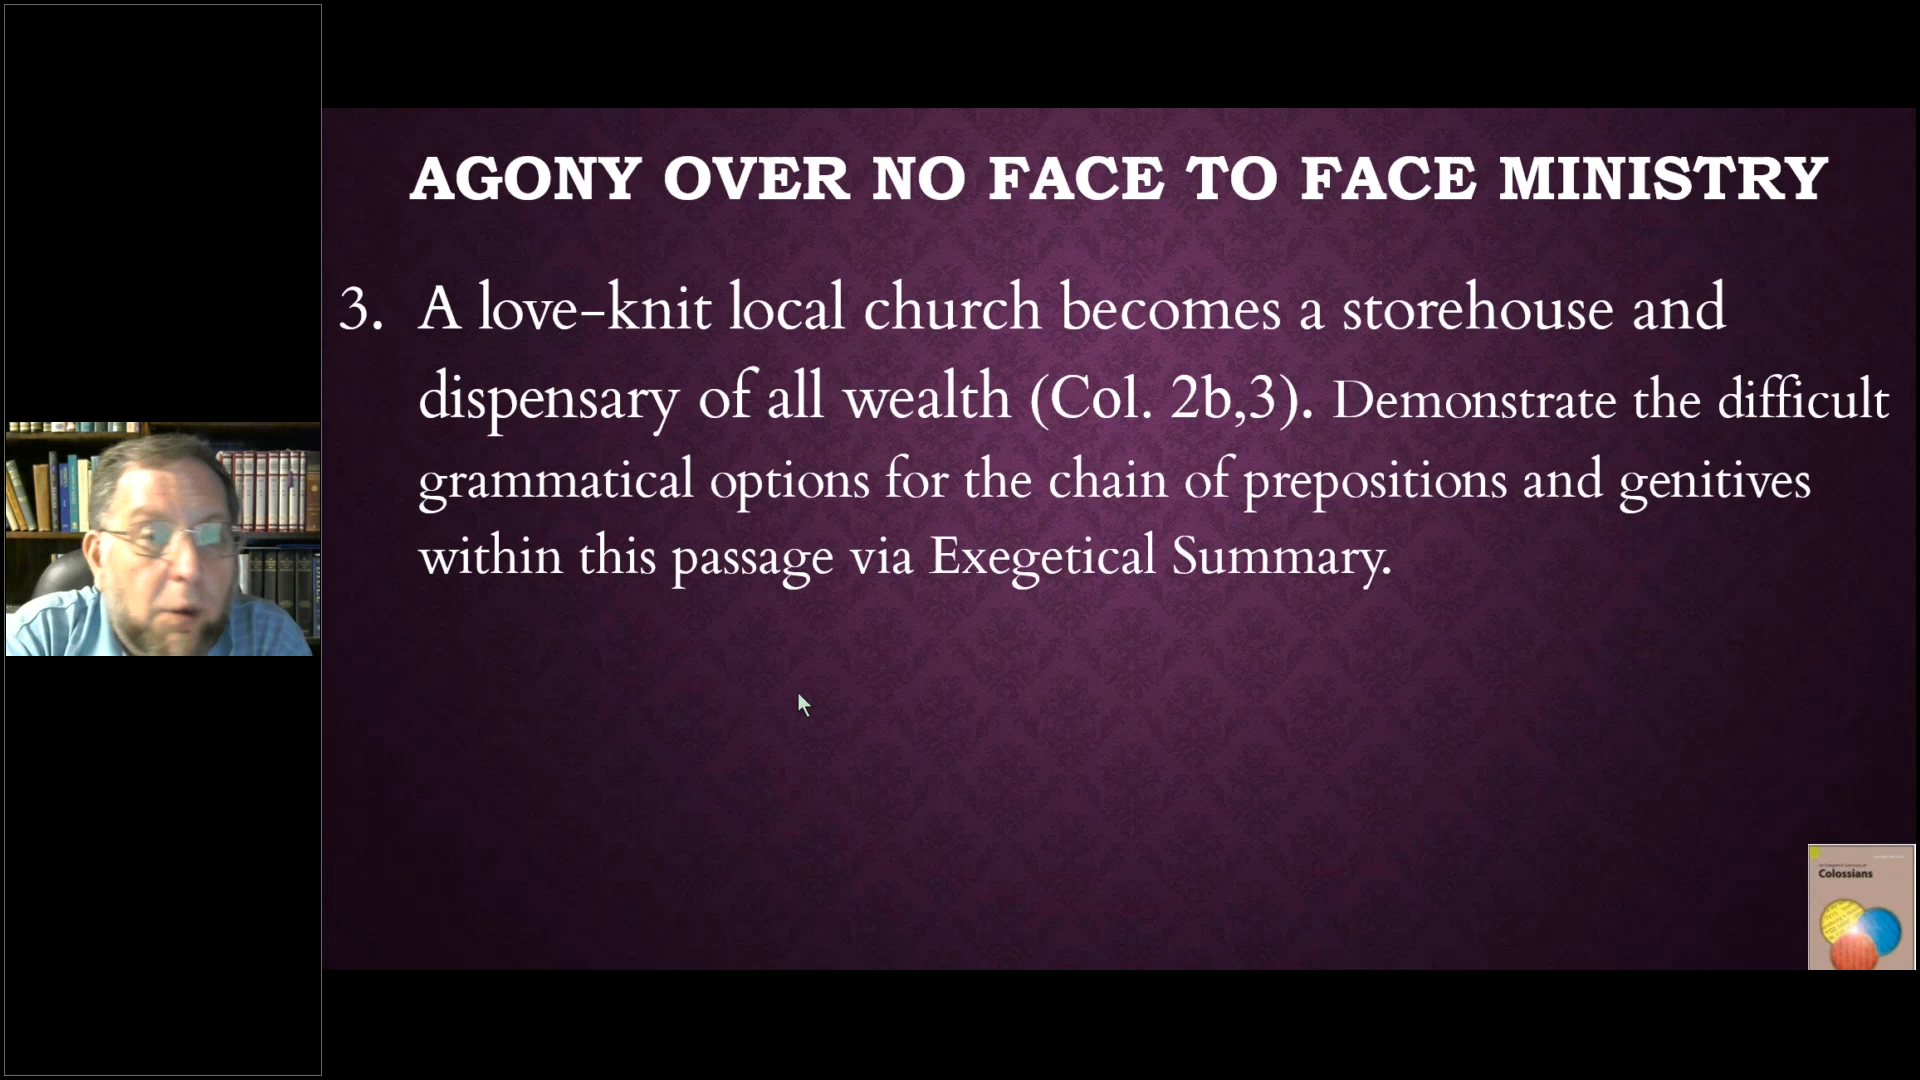 AGONY OVER NO FACE TO FACE MINISTRY
3. A love-knit local church becomes a storehouse and
dispensary of all wealth (Col. 2b,3). Demonstrate the difficult
grammatical options for the chain of prepositions and genitives
within this passage via Exegetical Summary.
Colossians